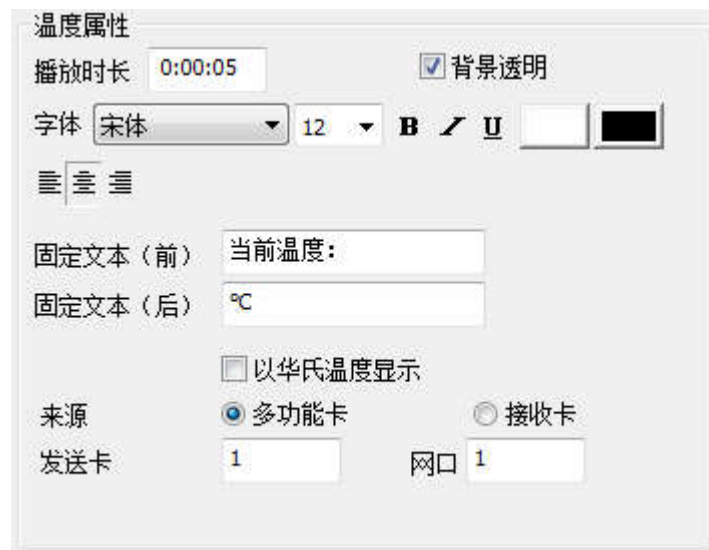 温度属性
播放时长 0:00:05 背景透明
字体 宋体 12 B I U
固定文本（前） 当前温度：
固定文本（后） ℃
以华氏温度显示
来源 多功能卡 接收卡
发送卡 1 网口 1